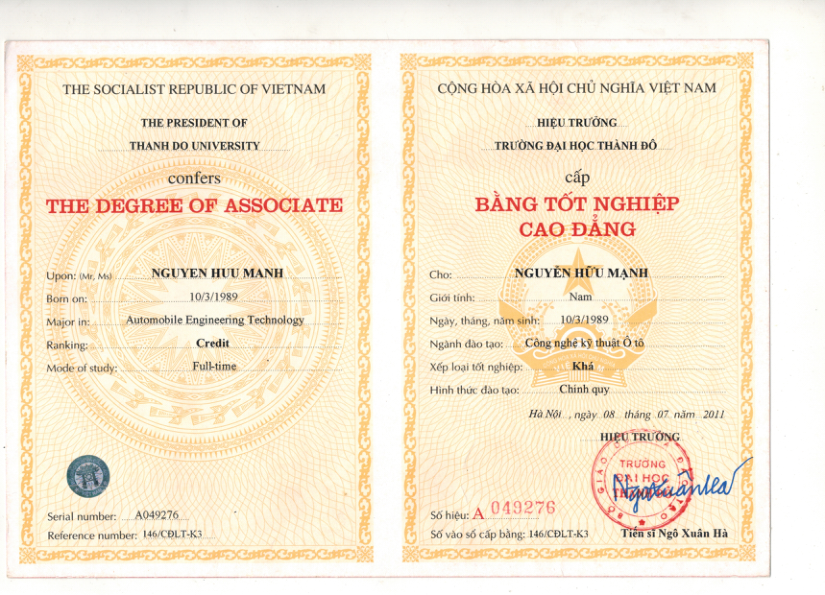 THE SOCIALIST REPUBLIC OF VIETNAM
THE PRESIDENT OF
THANH DO UNIVERSITY
confers
THE DEGREE OF ASSOCIATE
Upon: (Mr, Ms) NGUYEN HUU MANH
Born on: 10/3/1989
Major in: Automobile Engineering Technology
Ranking: Credit
Mode of study: Full-time
Serial number: A049276
Reference number: 146/CĐLT-K3
CỘNG HÒA XÃ HỘI CHỦ NGHĨA VIỆT NAM
HIỆU TRƯỞNG
TRƯỜNG ĐẠI HỌC THÀNH ĐÔ
cấp
BẰNG TỐT NGHIỆP
CAO ĐẲNG
Cho: NGUYỄN HỮU MẠNH
Giới tính: Nam
Ngày, tháng, năm sinh: 10/3/1989
Ngành đào tạo: Công nghệ kỹ thuật Ô tô
Xếp loại tốt nghiệp: Khá
Hình thức đào tạo: Chính quy
Hà Nội, ngày 08 tháng 07 năm 2011
HIỆU TRƯỞNG
TRƯỜNG
ĐẠI HỌC
Số hiệu: A 049276
Số vào sổ cấp bằng: 146/CĐLT-K3
Tiến sĩ Ngô Xuân Hà